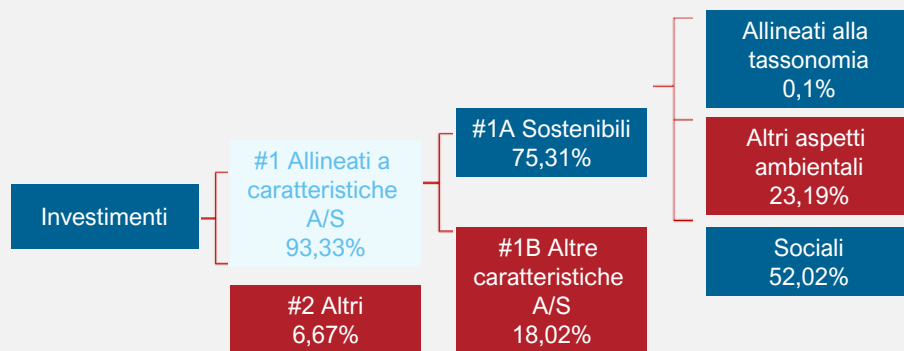 Investimenti
#1 Allineati a
caratteristiche
A/S
93,33%
#2 Altri
6,67%
#1A Sostenibili
75,31%
#1B Altre
caratteristiche
A/S
18,02%
Allineati alla
tassonomia
0,1%
Altri aspetti
ambientali
23,19%
Sociali
52,02%